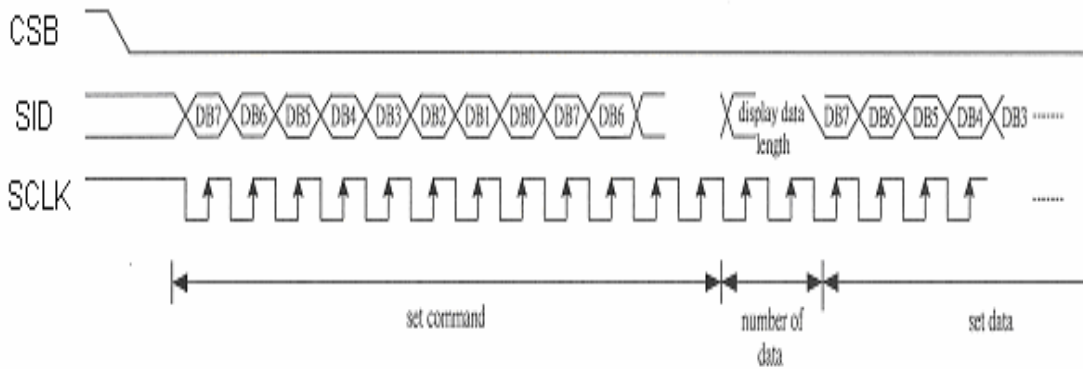 CSB
SID DB7 DB6 DB5 DB4 DB3 DB2 DB1 DB0 DB7 DB6 display data length DB7 DB6 DB5 DB4 DB3 ........
SCLK ........
set command
number of data
set data